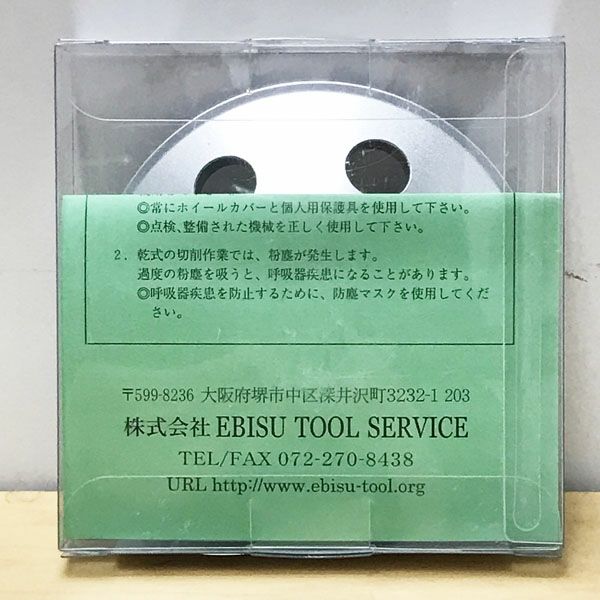 ◎常にホイールカバーと個人用保護具を使用して下さい。
◎点検、整備された機械を正しく使用して下さい。
2．乾式の切削作業では、粉塵が発生します。
過度の粉塵を吸うと、呼吸器疾患になることがあります。
◎呼吸器疾患を防止するために、防塵マスクを使用してくだ
さい。
〒599-8236 大阪府堺市中区深井沢町3232-1 203
株式会社 EBISU TOOL SERVICE
TEL/FAX 072-270-8438
URL http://www.ebisu-tool.org